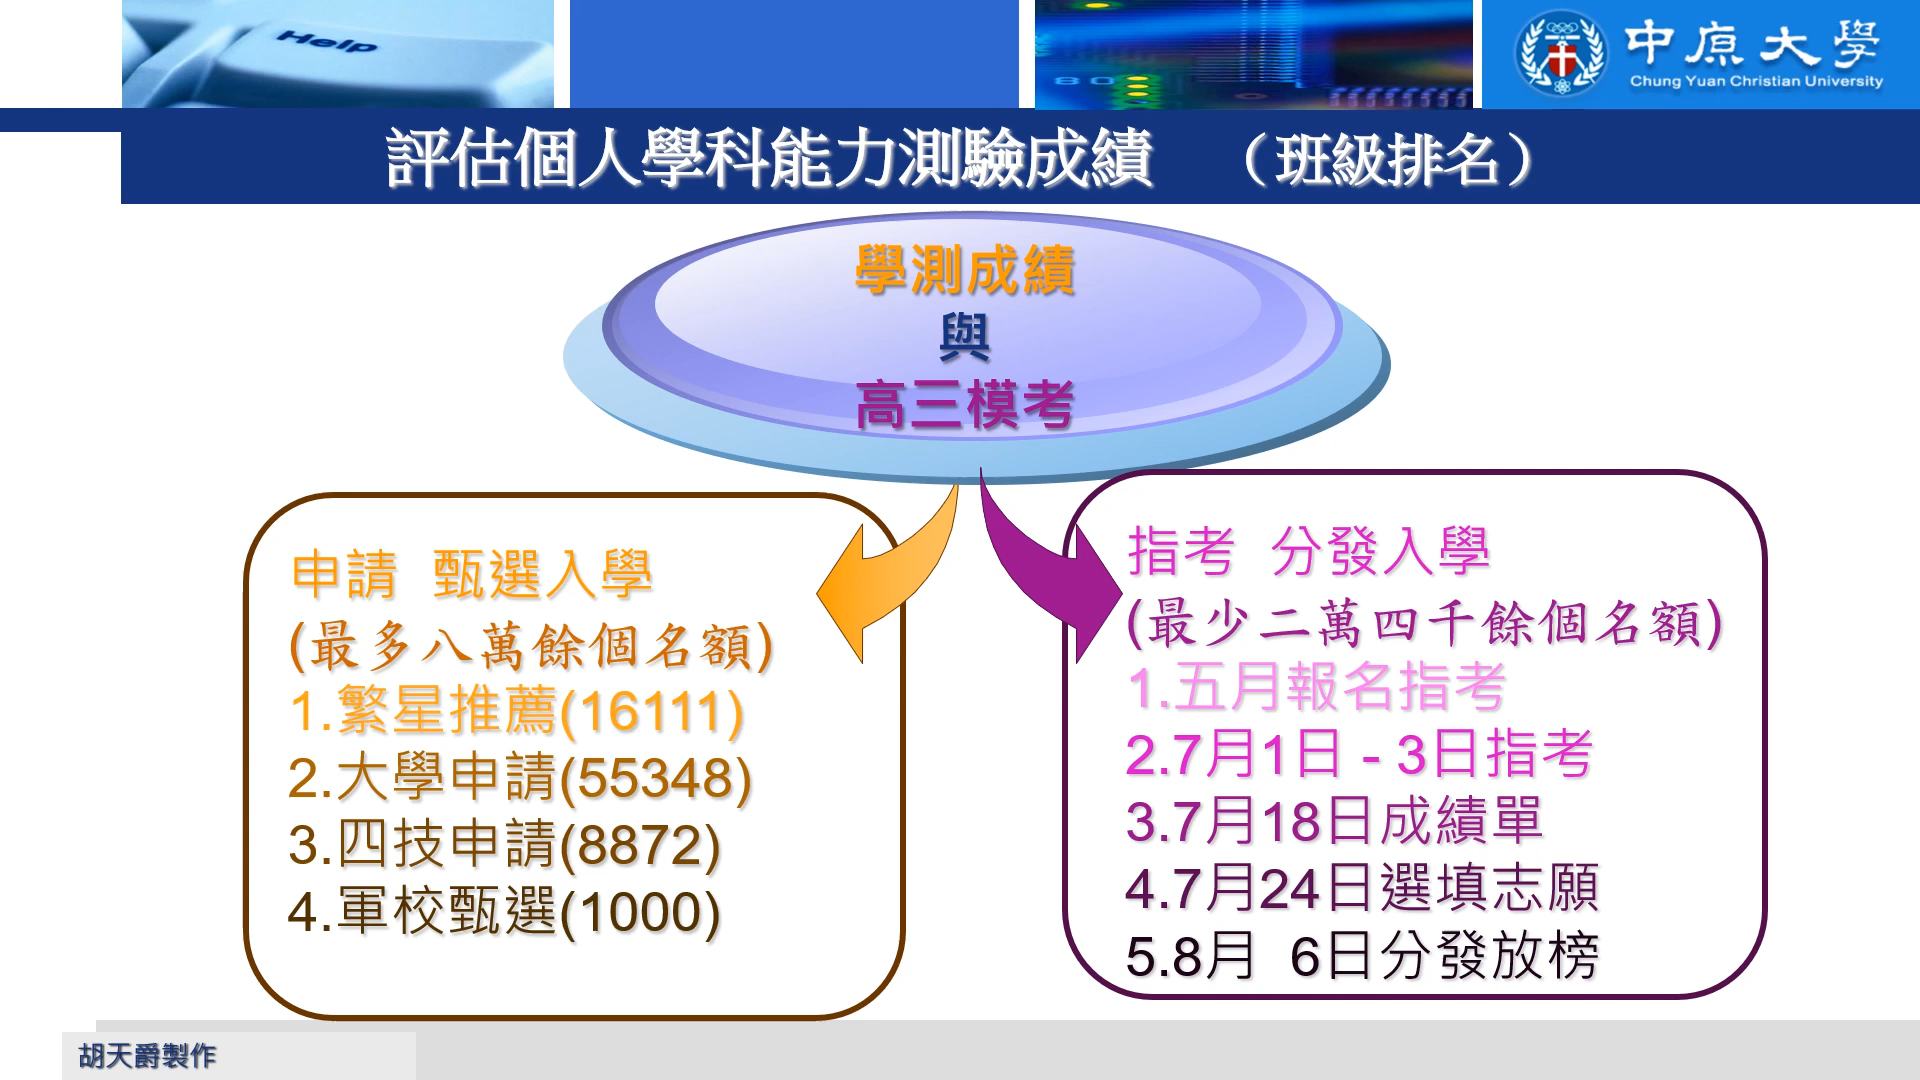 Help
中原大學
Chung Yuan Christian University
評估個人學科能力測驗成績 （班級排名）
學測成績
與
高三模考
申請 甄選入學
(最多八萬餘個名額)
1.繁星推薦(16111)
2.大學申請(55348)
3.四技申請(8872)
4.軍校甄選(1000)
指考 分發入學
(最少二萬四千餘個名額)
1.五月報名指考
2.7月1日 - 3日指考
3.7月18日成績單
4.7月24日選填志願
5.8月 6日分發放榜
胡天爵製作